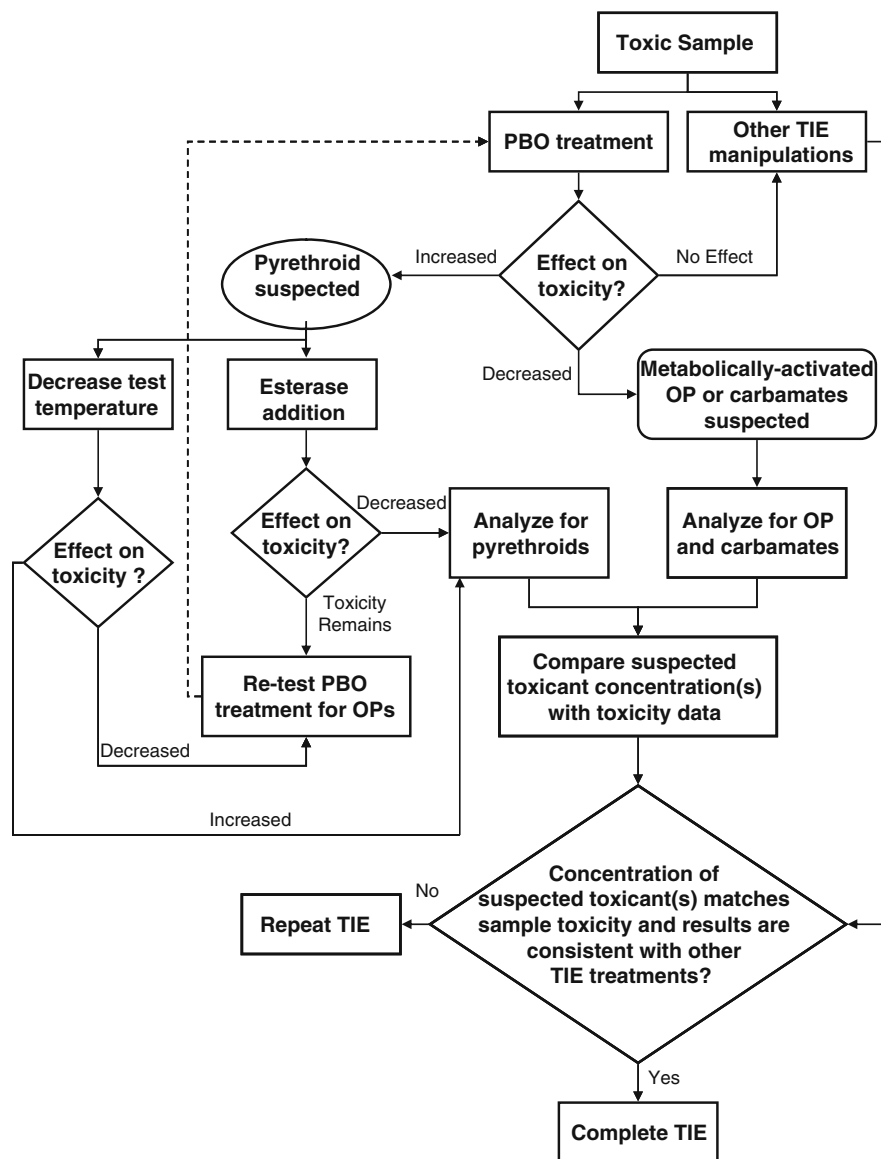 Toxic Sample
PBO treatment
Other TIE
manipulations
Effect on
toxicity?
Increased
No Effect
Decreased
Pyrethroid
suspected
Metabolically-activated
OP or carbamates
suspected
Decrease test
temperature
Esterase
addition
Effect on
toxicity ?
Effect on
toxicity?
Decreased
Toxicity
Remains
Analyze for
pyrethroids
Analyze for OP
and carbamates
Re-test PBO
treatment for OPs
Decreased
Increased
Compare suspected
toxicant concentration(s)
with toxicity data
Concentration of
suspected toxicant(s) matches
sample toxicity and results are
consistent with other
TIE treatments?
No
Repeat TIE
Yes
Complete TIE